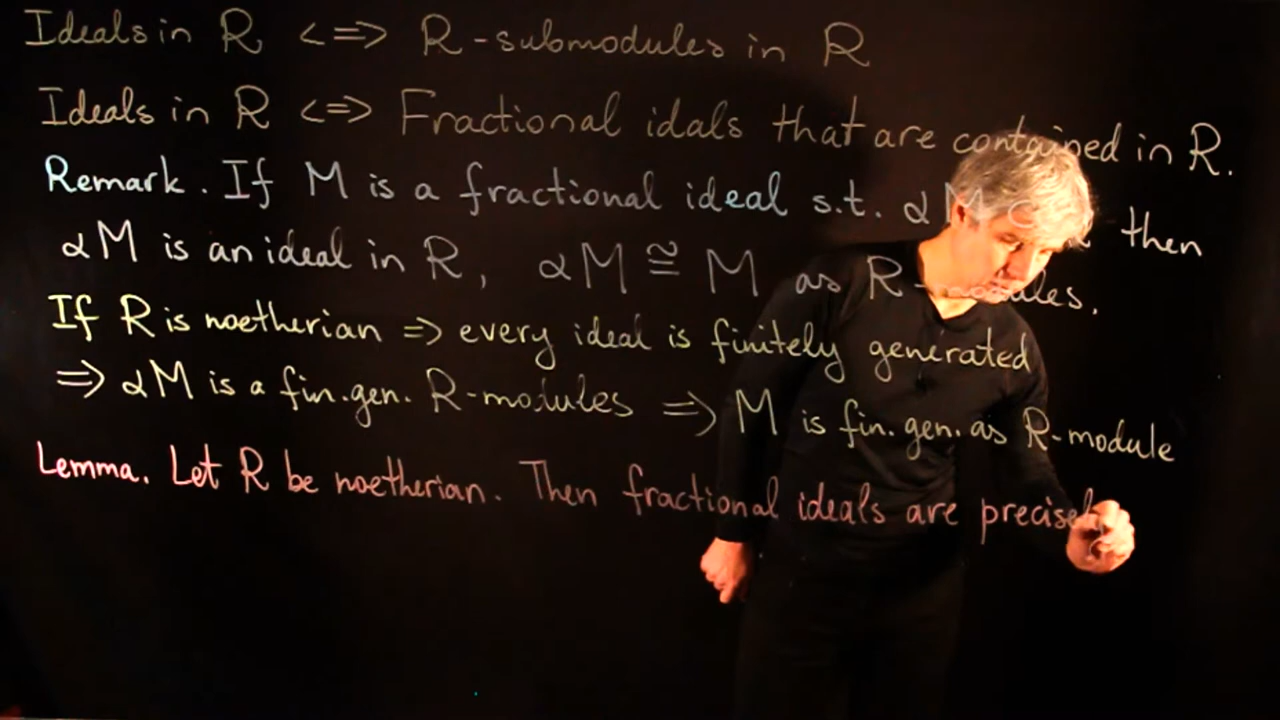 Ideals in R <=> R-submodules in R
Ideals in R <=> Fractional idals that are contained in R.
Remark. If M is a fractional ideal s.t. αM then
αM is an ideal in R, αM ≅ M as R-modules.
If R is noetherian => every ideal is finitely generated
=> αM is a fin.gen. R-modules => M is fin. gen. as R-module
Lemma. Let R be noetherian. Then fractional ideals are precisely